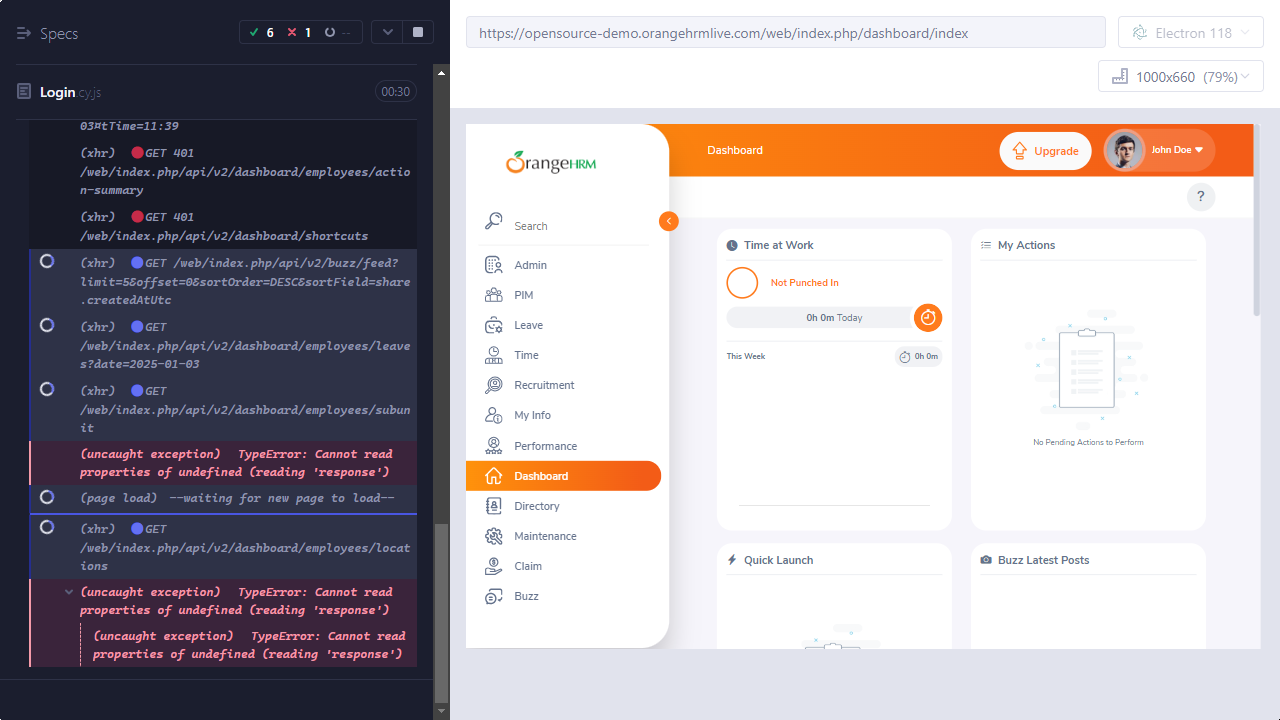 Specs
6
1
--
Login.cy.js
00:30
03¤tTime=11:39
(xhr) GET 401
/web/index.php/api/v2/dashboard/employees/actio
n-summary
(xhr) GET 401
/web/index.php/api/v2/dashboard/shortcuts
(xhr) GET /web/index.php/api/v2/buzz/feed?
limit=5&offset=0&sortOrder=DESC&sortField=share
.createdAtUtc
(xhr) GET
/web/index.php/api/v2/dashboard/employees/leave
s?date=2025-01-03
(xhr) GET
/web/index.php/api/v2/dashboard/employees/subun
it
(uncaught exception) TypeError: Cannot read
properties of undefined (reading 'response')
(page load) --waiting for new page to load--
(xhr) GET
/web/index.php/api/v2/dashboard/employees/locat
ions
(uncaught exception) TypeError: Cannot read
properties of undefined (reading 'response')
(uncaught exception) TypeError: Cannot read
properties of undefined (reading 'response')
https://opensource-demo.orangehrmlive.com/web/index.php/dashboard/index
Electron 118
1000x660 (79%)
OrangeHRM
Search
Admin
PIM
Leave
Time
Recruitment
My Info
Performance
Dashboard
Directory
Maintenance
Claim
Buzz
Dashboard
Upgrade
John Doe
?
Time at Work
Not Punched In
0h 0m Today
This Week
0h 0m
My Actions
No Pending Actions to Perform
Quick Launch
Buzz Latest Posts